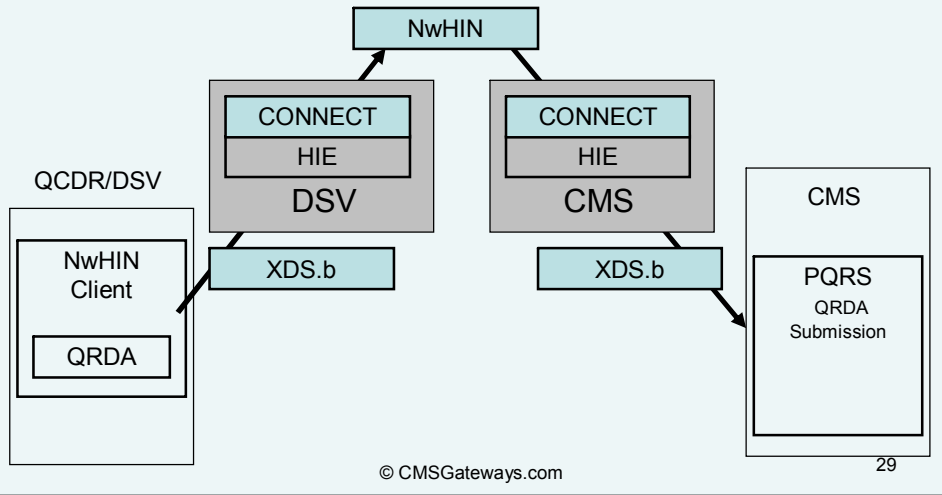 NwHIN
CONNECT
HIE
DSV
CONNECT
HIE
CMS
QCDR/DSV
NwHIN
Client
QRDA
XDS.b
XDS.b
CMS
PQRS
QRDA
Submission
© CMSGateways.com
29